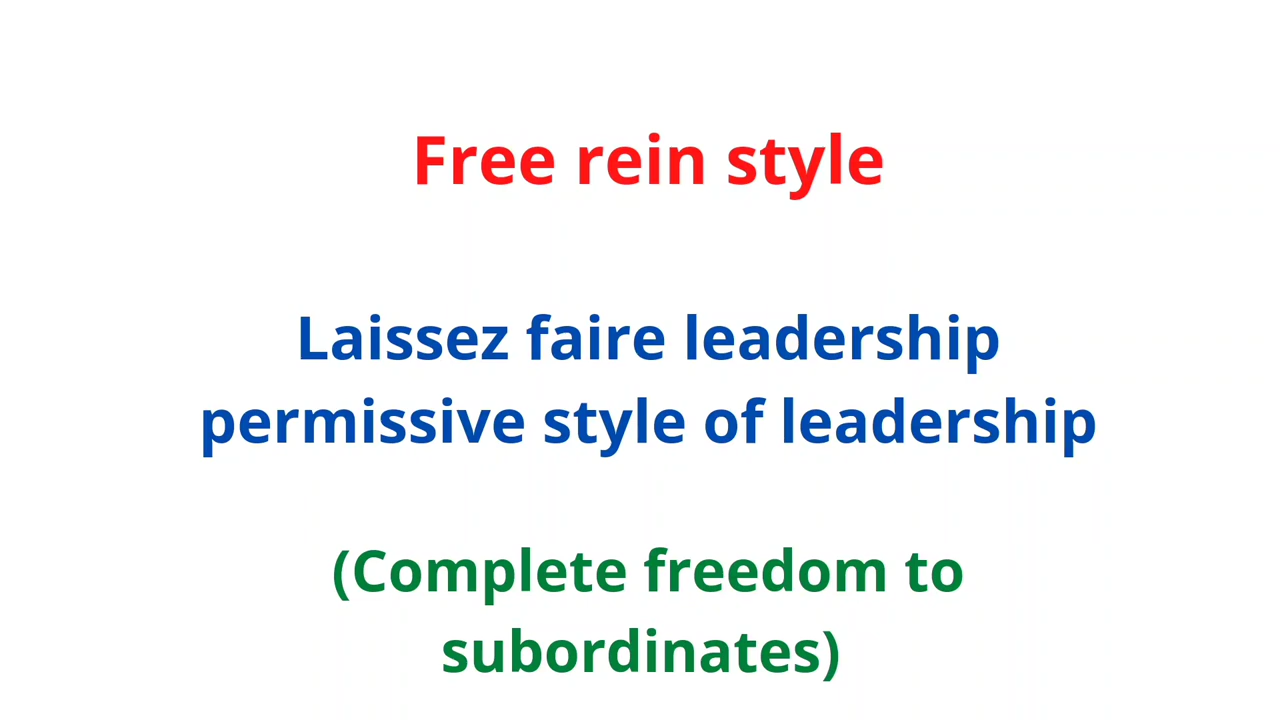 Free rein style
Laissez faire leadership
permissive style of leadership
(Complete freedom to
subordinates)